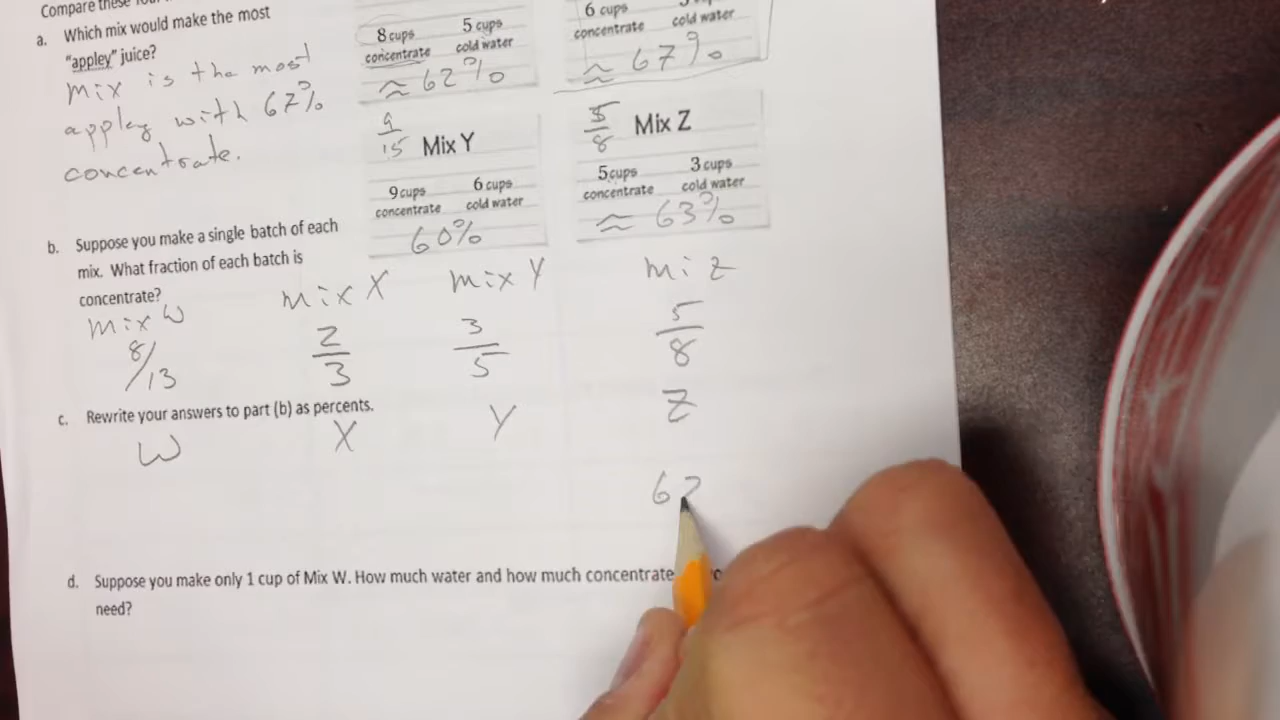 Compare these
a. Which mix would make the most
"appley" juice?
mix is the most
appley with 67%
concentrate.
8 cups 5 cups
concentrate cold water
≈ 62%
6 cups
concentrate cold water
≈ 67%
9/15 Mix Y
9 cups 6 cups
concentrate cold water
60%
5/8 Mix Z
5 cups 3 cups
concentrate cold water
≈ 63%
b. Suppose you make a single batch of each
mix. What fraction of each batch is
concentrate?
mix W mix X mix Y mi Z
8/13 2/3 3/5 5/8
c. Rewrite your answers to part (b) as percents.
W X Y Z
d. Suppose you make only 1 cup of Mix W. How much water and how much concentrate
need?